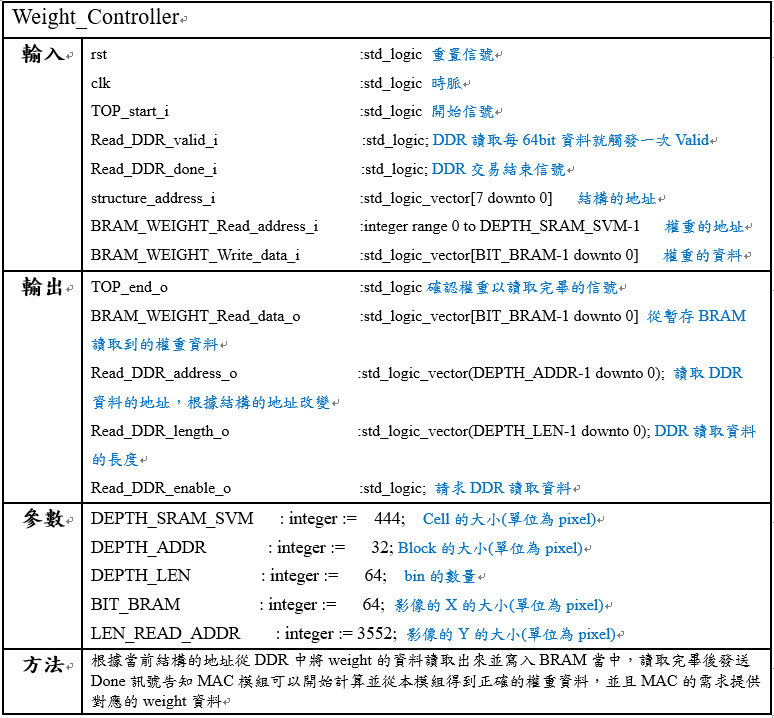 Weight_Controller
輸入
rst :std_logic 重置信號
clk :std_logic 時脈
TOP_start_i :std_logic 開始信號
Read_DDR_valid_i :std_logic; DDR 讀取每 64bit 資料就觸發一次 Valid
Read_DDR_done_i :std_logic; DDR 交易結束信號
structure_address_i :std_logic_vector[7 downto 0] 結構的地址
BRAM_WEIGHT_Read_address_i :integer range 0 to DEPTH_SRAM_SVM-1 權重的地址
BRAM_WEIGHT_Write_data_i :std_logic_vector[BIT_BRAM-1 downto 0] 權重的資料
輸出
TOP_end_o :std_logic 確認權重以讀取完畢的信號
BRAM_WEIGHT_Read_data_o :std_logic_vector[BIT_BRAM-1 downto 0] 從暫存 BRAM
讀取到的權重資料
Read_DDR_address_o :std_logic_vector(DEPTH_ADDR-1 downto 0); 讀取 DDR
資料的地址，根據結構的地址改變
Read_DDR_length_o :std_logic_vector(DEPTH_LEN-1 downto 0); DDR 讀取資料
的長度
Read_DDR_enable_o :std_logic; 請求 DDR 讀取資料
參數
DEPTH_SRAM_SVM : integer := 444; Cell 的大小(單位為 pixel)
DEPTH_ADDR : integer := 32; Block 的大小(單位為 pixel)
DEPTH_LEN : integer := 64; bin 的數量
BIT_BRAM : integer := 64; 影像的 X 的大小(單位為 pixel)
LEN_READ_ADDR : integer := 3552; 影像的 Y 的大小(單位為 pixel)
方法
根據當前結構的地址從 DDR 中將 weight 的資料讀取出來並寫入 BRAM 當中，讀取完畢後發送
Done 訊號告知 MAC 模組可以開始計算並從本模組得到正確的權重資料，並且 MAC 的需求提供
對應的 weight 資料